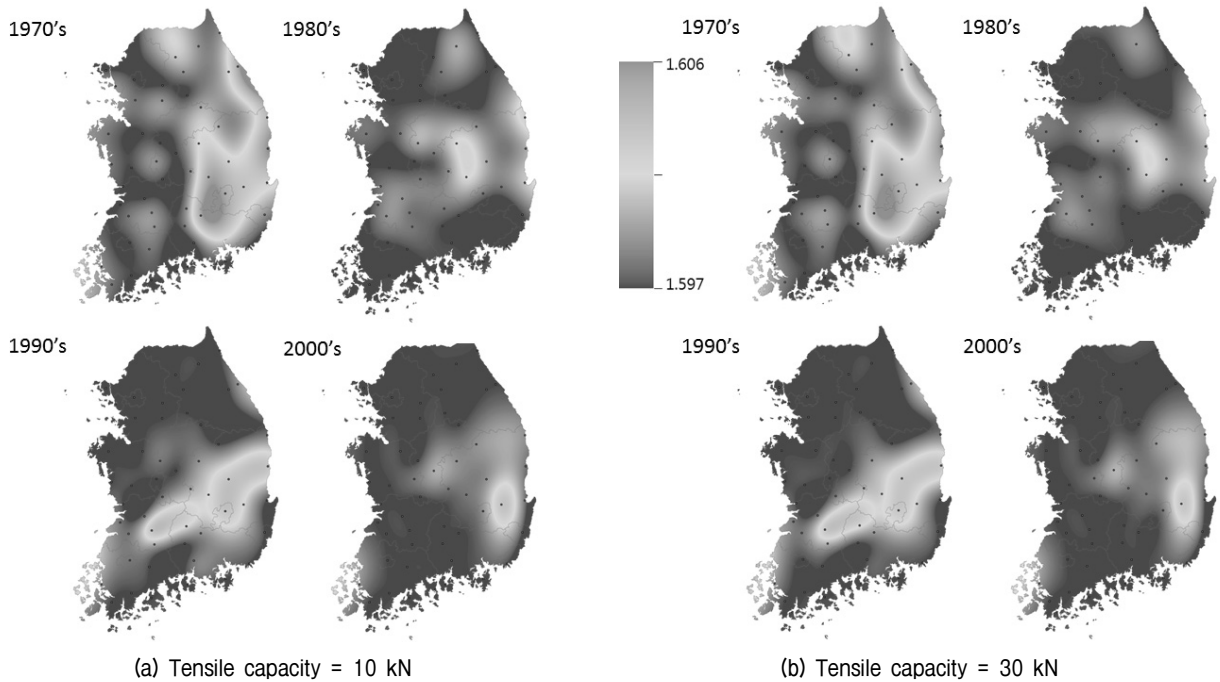 1970's
1980's
1970's
1980's
1.606
1.597
1990's
2000's
1990's
2000's
(a) Tensile capacity = 10 kN
(b) Tensile capacity = 30 kN